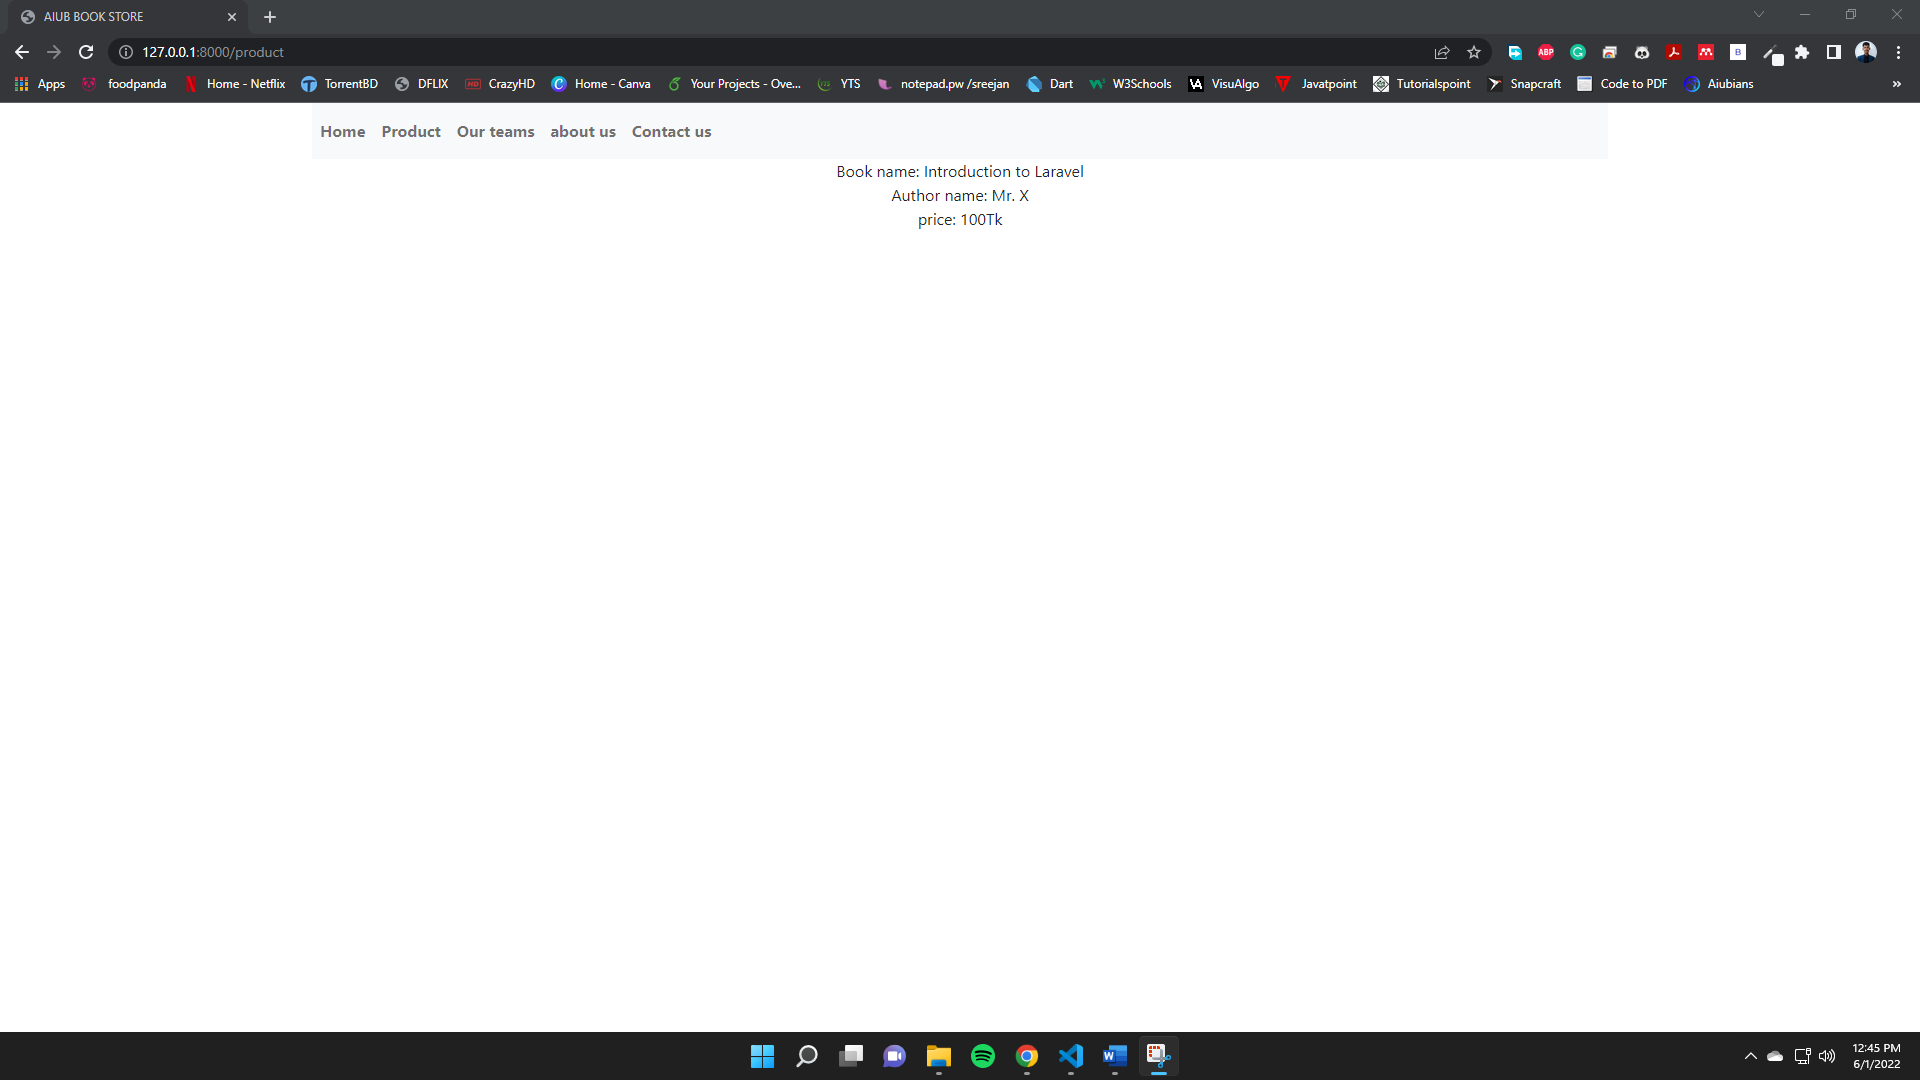 AIUB BOOK STORE
127.0.0.1:8000/product
ABP
B
Apps foodpanda Home - Netflix TorrentBD DFLIX HD CrazyHD Home - Canva Your Projects - Ove... YTS notepad.pw /sreejan Dart W3Schools VA VisuAlgo Javatpoint Tutorialspoint Snapcraft Code to PDF Aiubians »
Home Product Our teams about us Contact us
Book name: Introduction to Laravel
Author name: Mr. X
price: 100Tk
12:45 PM
6/1/2022